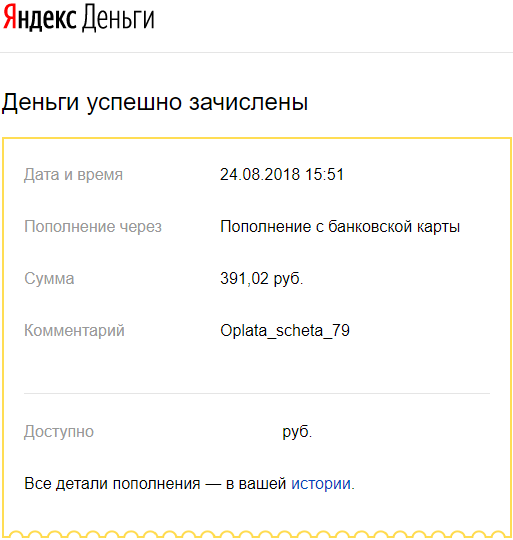 Яндекс Деньги
Деньги успешно зачислены
Дата и время 24.08.2018 15:51
Пополнение через Пополнение с банковской карты
Сумма 391,02 руб.
Комментарий Oplata_scheta_79
Доступно руб.
Все детали пополнения — в вашей истории.